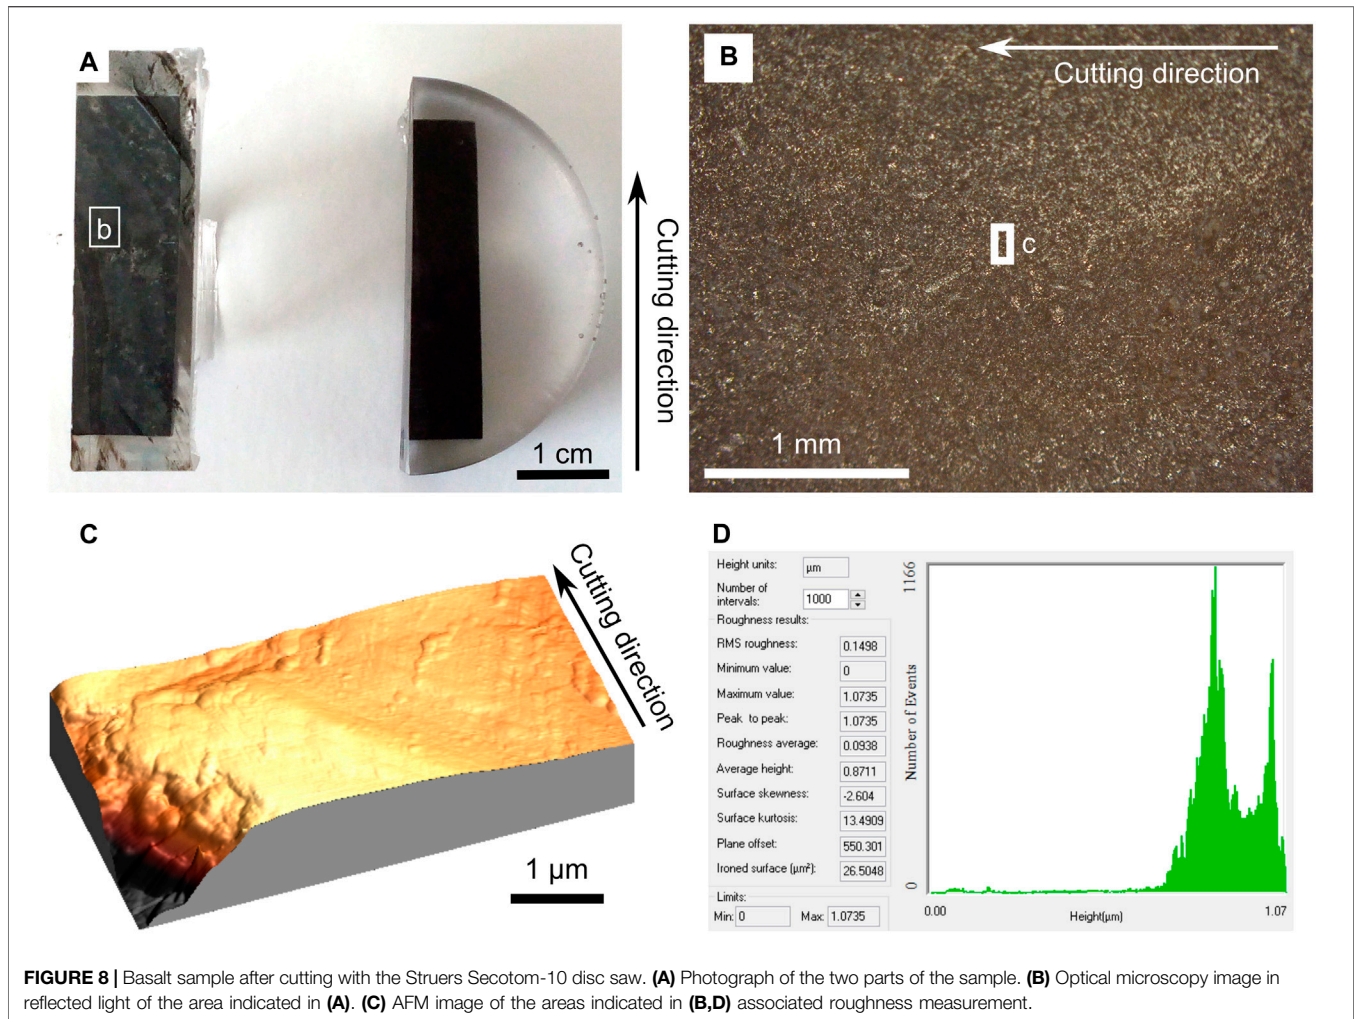 A
b
1 cm
Cutting direction
B
Cutting direction
c
1 mm
C
Cutting direction
1 µm
D
Height units: µm
Number of
intervals: 1000
Roughness results:
RMS roughness: 0.1498
Minimum value: 0
Maximum value: 1.0735
Peak to peak: 1.0735
Roughness average: 0.0938
Average height: 0.8711
Surface skewness: -2.604
Surface kurtosis: 13.4909
Plane offset: 550.301
Ironed surface (µm²): 26.5048
Limits:
Min: 0 Max: 1.0735
1166
Number of Events
0
0.00 Height(µm) 1.07
FIGURE 8 | Basalt sample after cutting with the Struers Secotom-10 disc saw. (A) Photograph of the two parts of the sample. (B) Optical microscopy image in
reflected light of the area indicated in (A). (C) AFM image of the areas indicated in (B,D) associated roughness measurement.